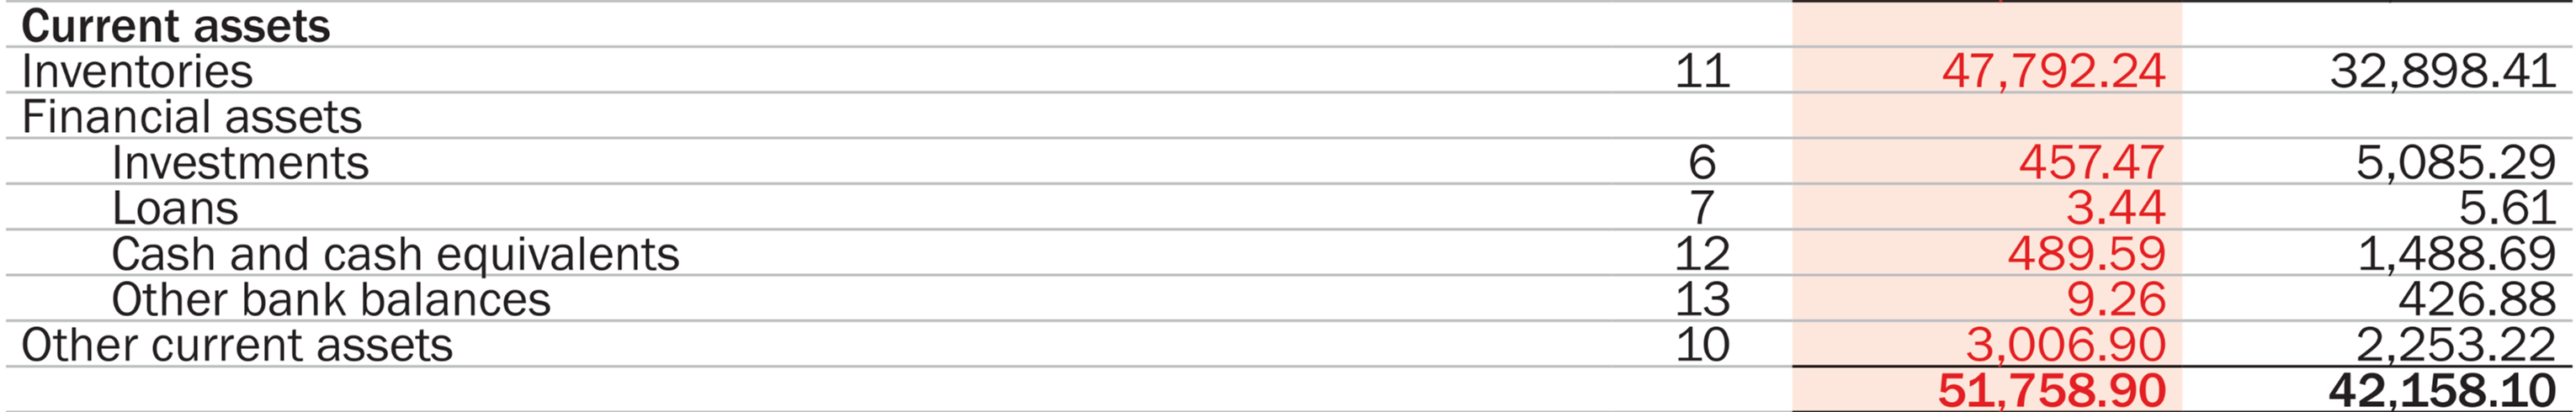 Current assets
Inventories 11 47,792.24 32,898.41
Financial assets
Investments 6 457.47 5,085.29
Loans 7 3.44 5.61
Cash and cash equivalents 12 489.59 1,488.69
Other bank balances 13 9.26 426.88
Other current assets 10 3,006.90 2,253.22
51,758.90 42,158.10